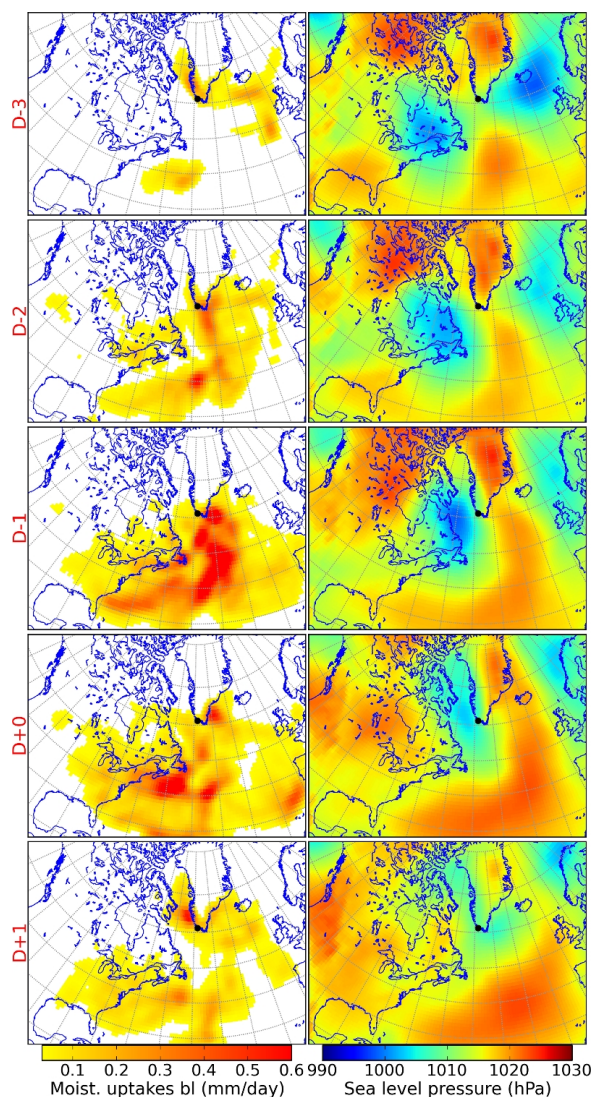 D-3
D-2
D-1
D+0
D+1
0.1 0.2 0.3 0.4 0.5 0.6
Moist. uptakes bl (mm/day)
990 1000 1010 1020 1030
Sea level pressure (hPa)